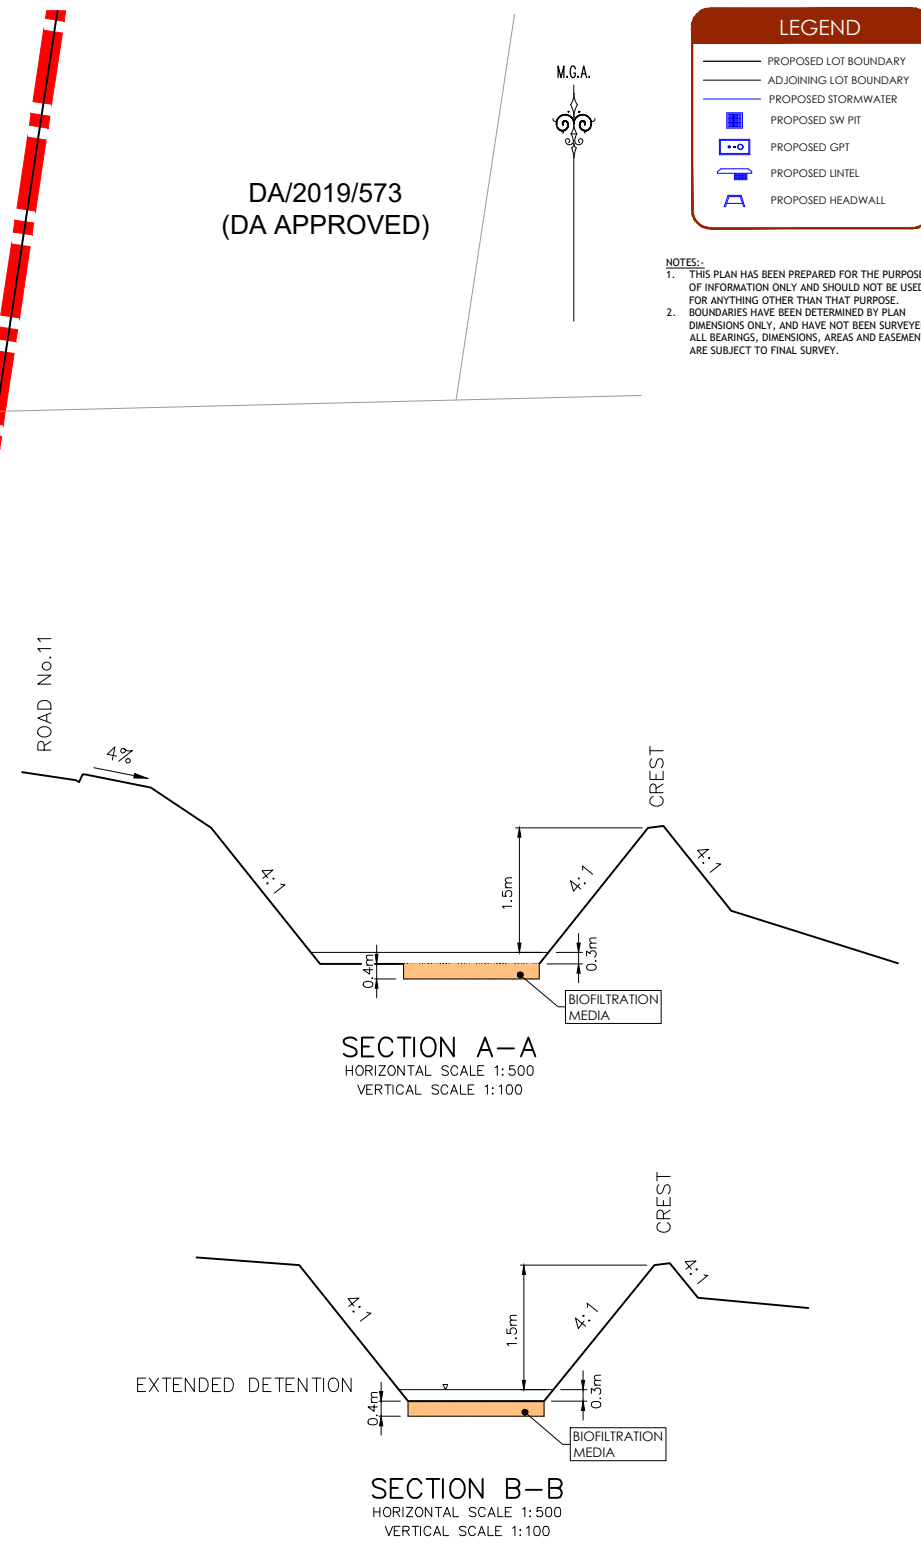 DA/2019/573
(DA APPROVED)
M.G.A.
LEGEND
PROPOSED LOT BOUNDARY
ADJOINING LOT BOUNDARY
PROPOSED STORMWATER
PROPOSED SW PIT
PROPOSED GPT
PROPOSED LINTEL
PROPOSED HEADWALL
NOTES:-
1. THIS PLAN HAS BEEN PREPARED FOR THE PURPOSE
OF INFORMATION ONLY AND SHOULD NOT BE USED
FOR ANYTHING OTHER THAN THAT PURPOSE.
2. BOUNDARIES HAVE BEEN DETERMINED BY PLAN
DIMENSIONS ONLY, AND HAVE NOT BEEN SURVEYE
ALL BEARINGS, DIMENSIONS, AREAS AND EASEMEN
ARE SUBJECT TO FINAL SURVEY.
ROAD No.11
4%
4:1
1.5m
4:1
CREST
4:1
0.4m
0.3m
BIOFILTRATION
MEDIA
SECTION A-A
HORIZONTAL SCALE 1:500
VERTICAL SCALE 1:100
CREST
4:1
1.5m
4:1
4:1
EXTENDED DETENTION
0.4m
0.3m
BIOFILTRATION
MEDIA
SECTION B-B
HORIZONTAL SCALE 1:500
VERTICAL SCALE 1:100